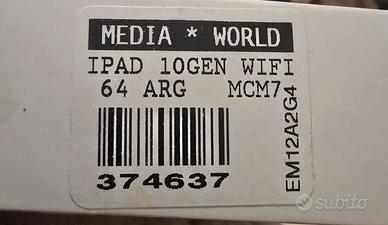 MEDIA * WORLD
IPAD 10GEN WIFI
64 ARG MCM7
374637
EM12A2G4
subito